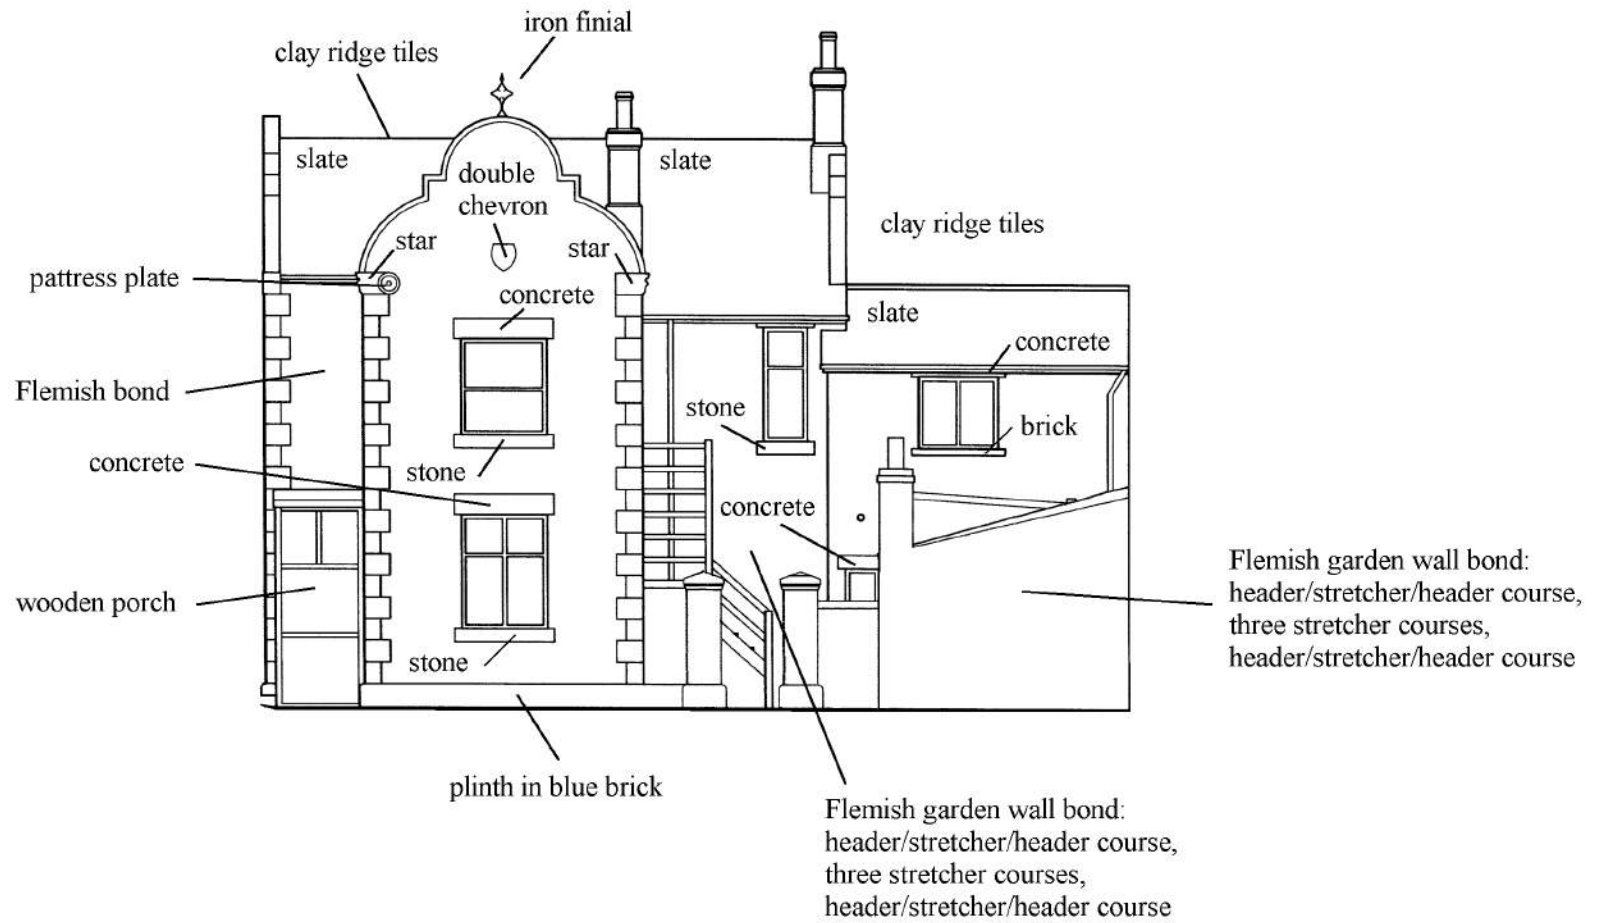 iron finial
clay ridge tiles
slate
double
chevron
slate
star
star
clay ridge tiles
pattress plate
concrete
slate
concrete
Flemish bond
stone
brick
concrete
stone
concrete
wooden porch
stone
Flemish garden wall bond:
header/stretcher/header course,
three stretcher courses,
header/stretcher/header course
plinth in blue brick
Flemish garden wall bond:
header/stretcher/header course,
three stretcher courses,
header/stretcher/header course